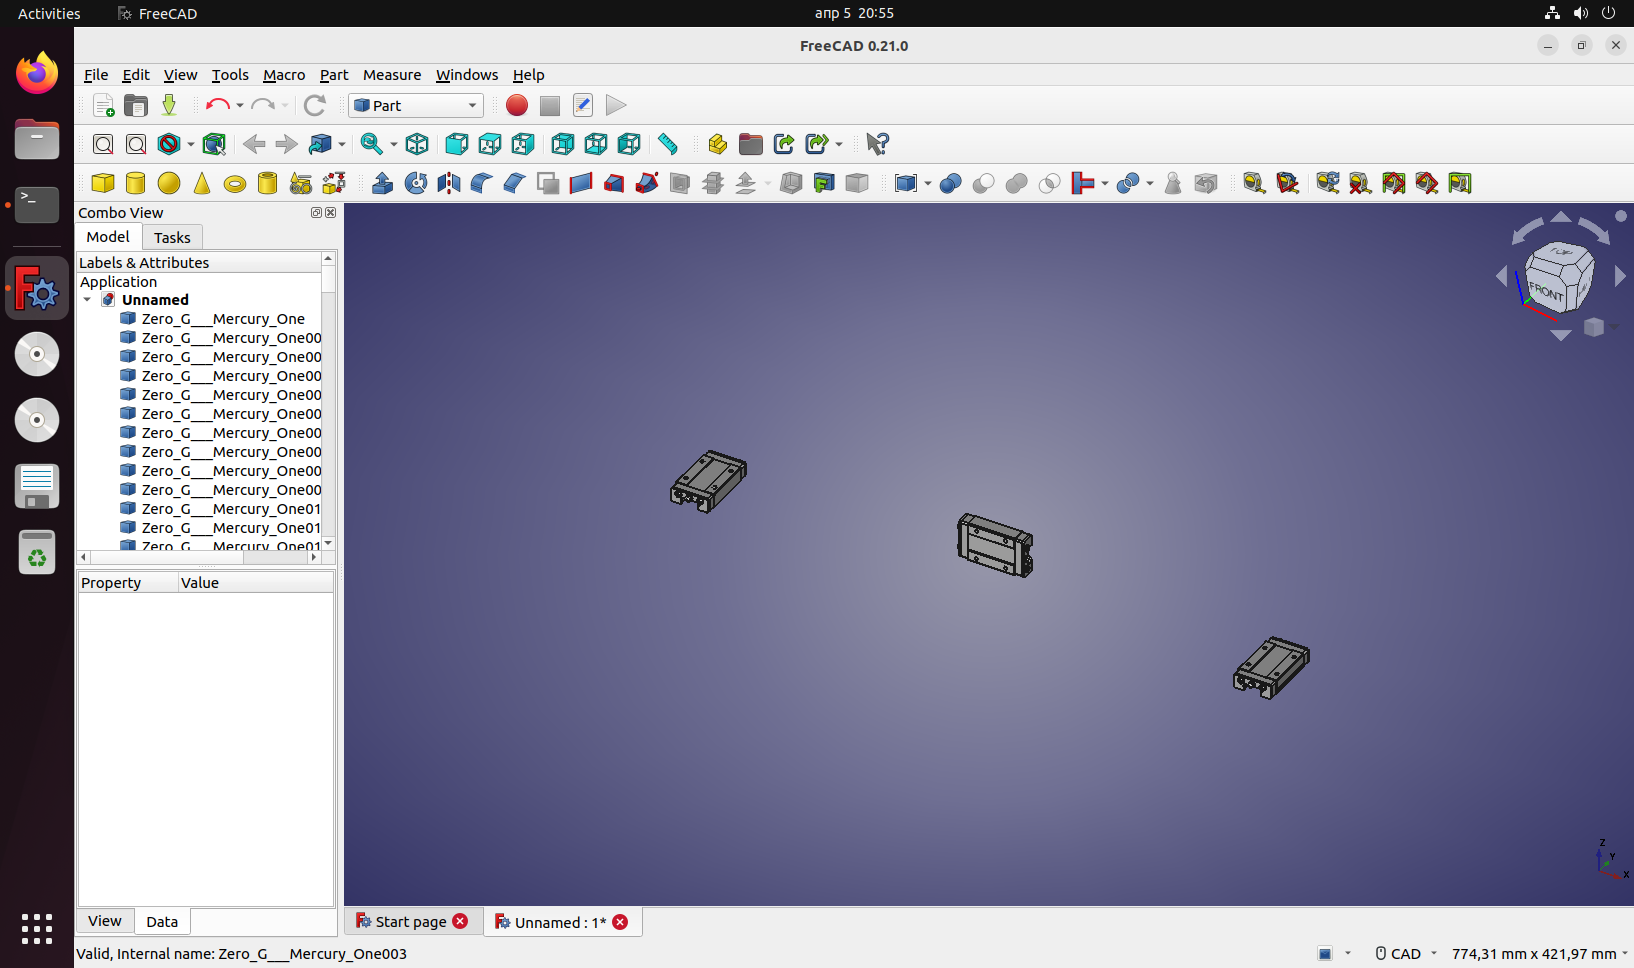 Activities FreeCAD апр 5 20:55
FreeCAD 0.21.0
File Edit View Tools Macro Part Measure Windows Help
Part
Combo View
Model Tasks
Labels & Attributes
Application
Unnamed
Zero_G___Mercury_One
Zero_G___Mercury_One00
Zero_G___Mercury_One00
Zero_G___Mercury_One00
Zero_G___Mercury_One00
Zero_G___Mercury_One00
Zero_G___Mercury_One00
Zero_G___Mercury_One00
Zero_G___Mercury_One00
Zero_G___Mercury_One00
Zero_G___Mercury_One01
Zero_G___Mercury_One01
Zero_G___Mercury_One01
Property Value
TOP
FRONT
Z
Y
X
View Data
Start page Unnamed : 1*
Valid, Internal name: Zero_G___Mercury_One003 CAD 774,31 mm x 421,97 mm